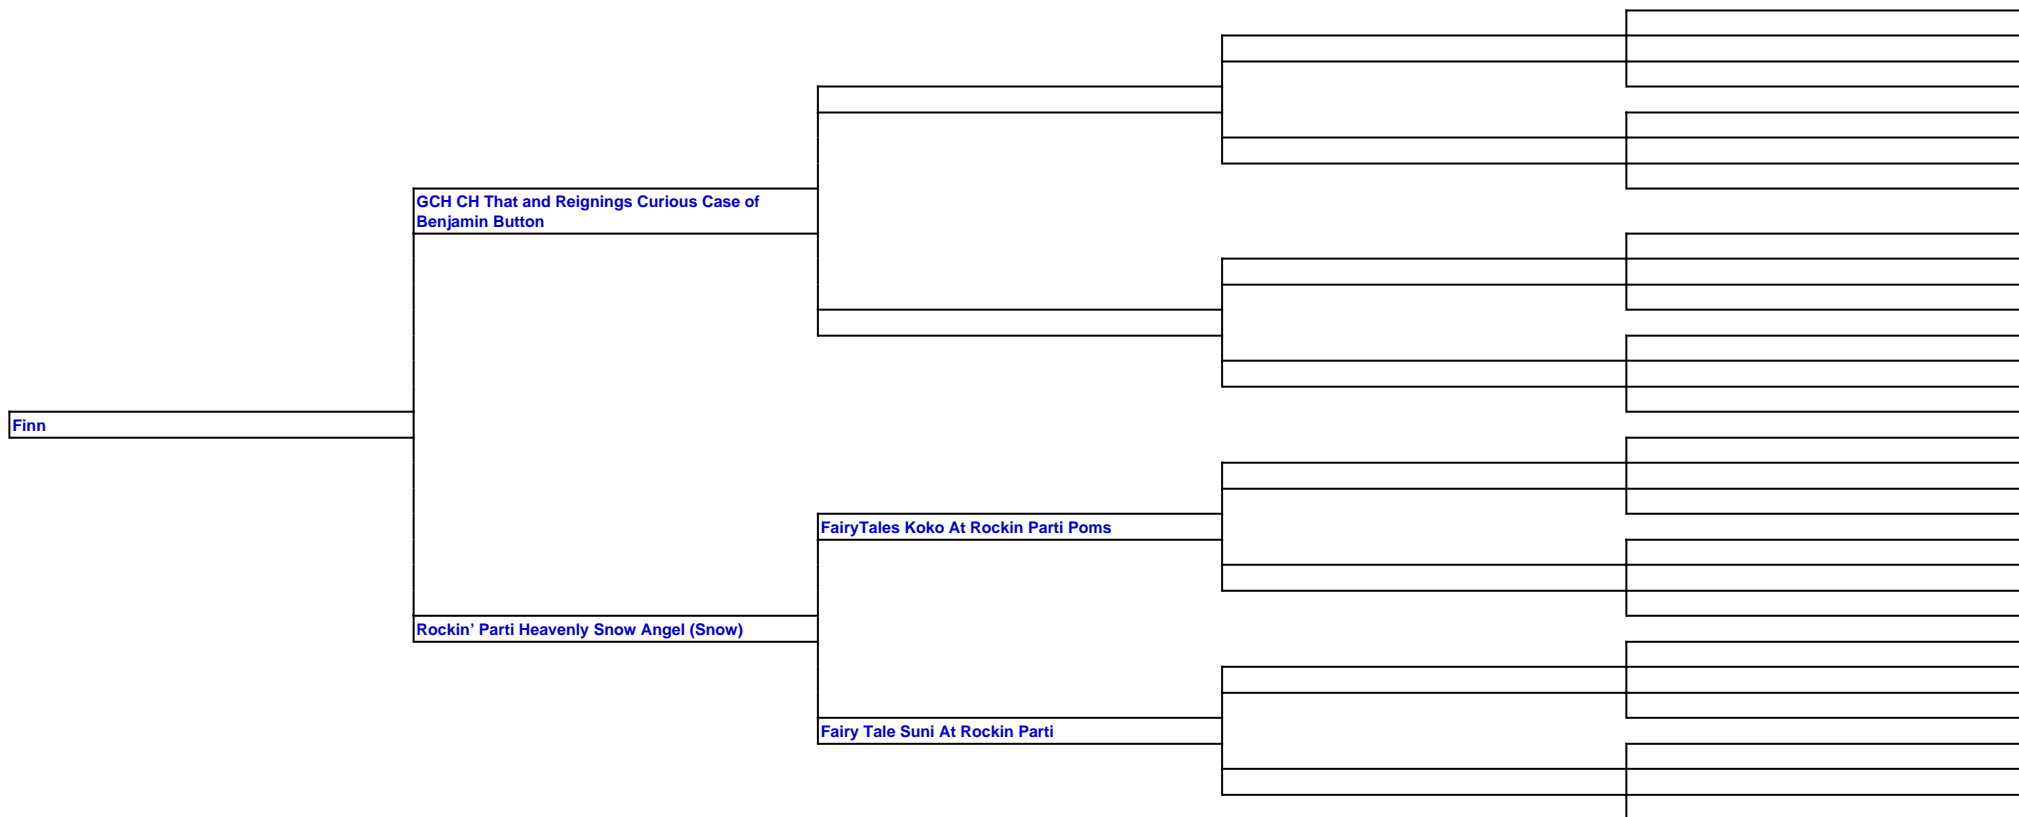 GCH CH That and Reignings Curious Case of
Benjamin Button
Finn
FairyTales Koko At Rockin Parti Poms
Rockin’ Parti Heavenly Snow Angel (Snow)
Fairy Tale Suni At Rockin Parti